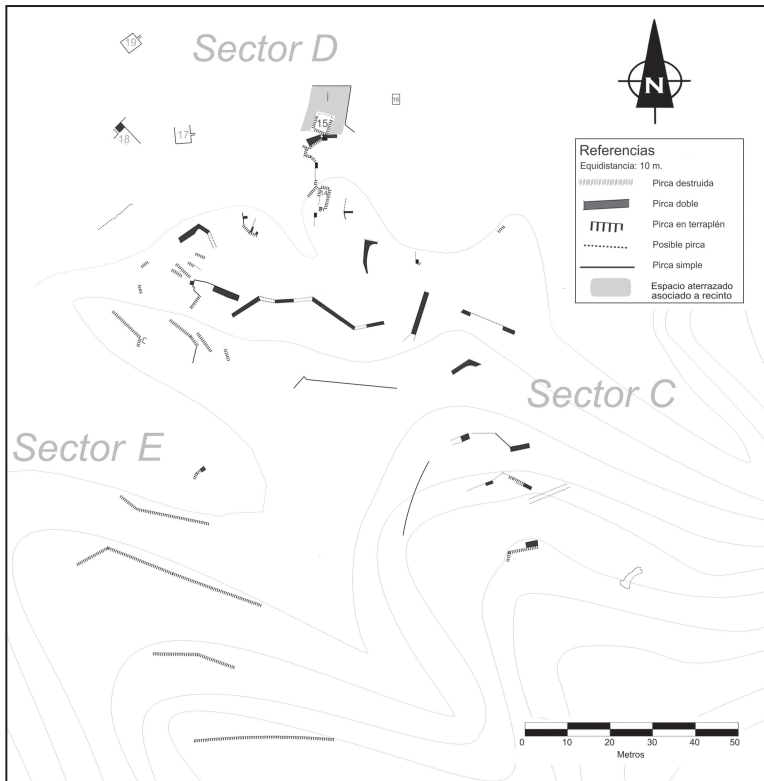 Sector D
19
18
17
15
16
N
Referencias
Equidistancia: 10 m.
Pirca destruida
Pirca doble
Pirca en terraplén
Posible pirca
Pirca simple
Espacio aterrazado
asociado a recinto
Sector C
Sector E
0 10 20 30 40 50
Metros